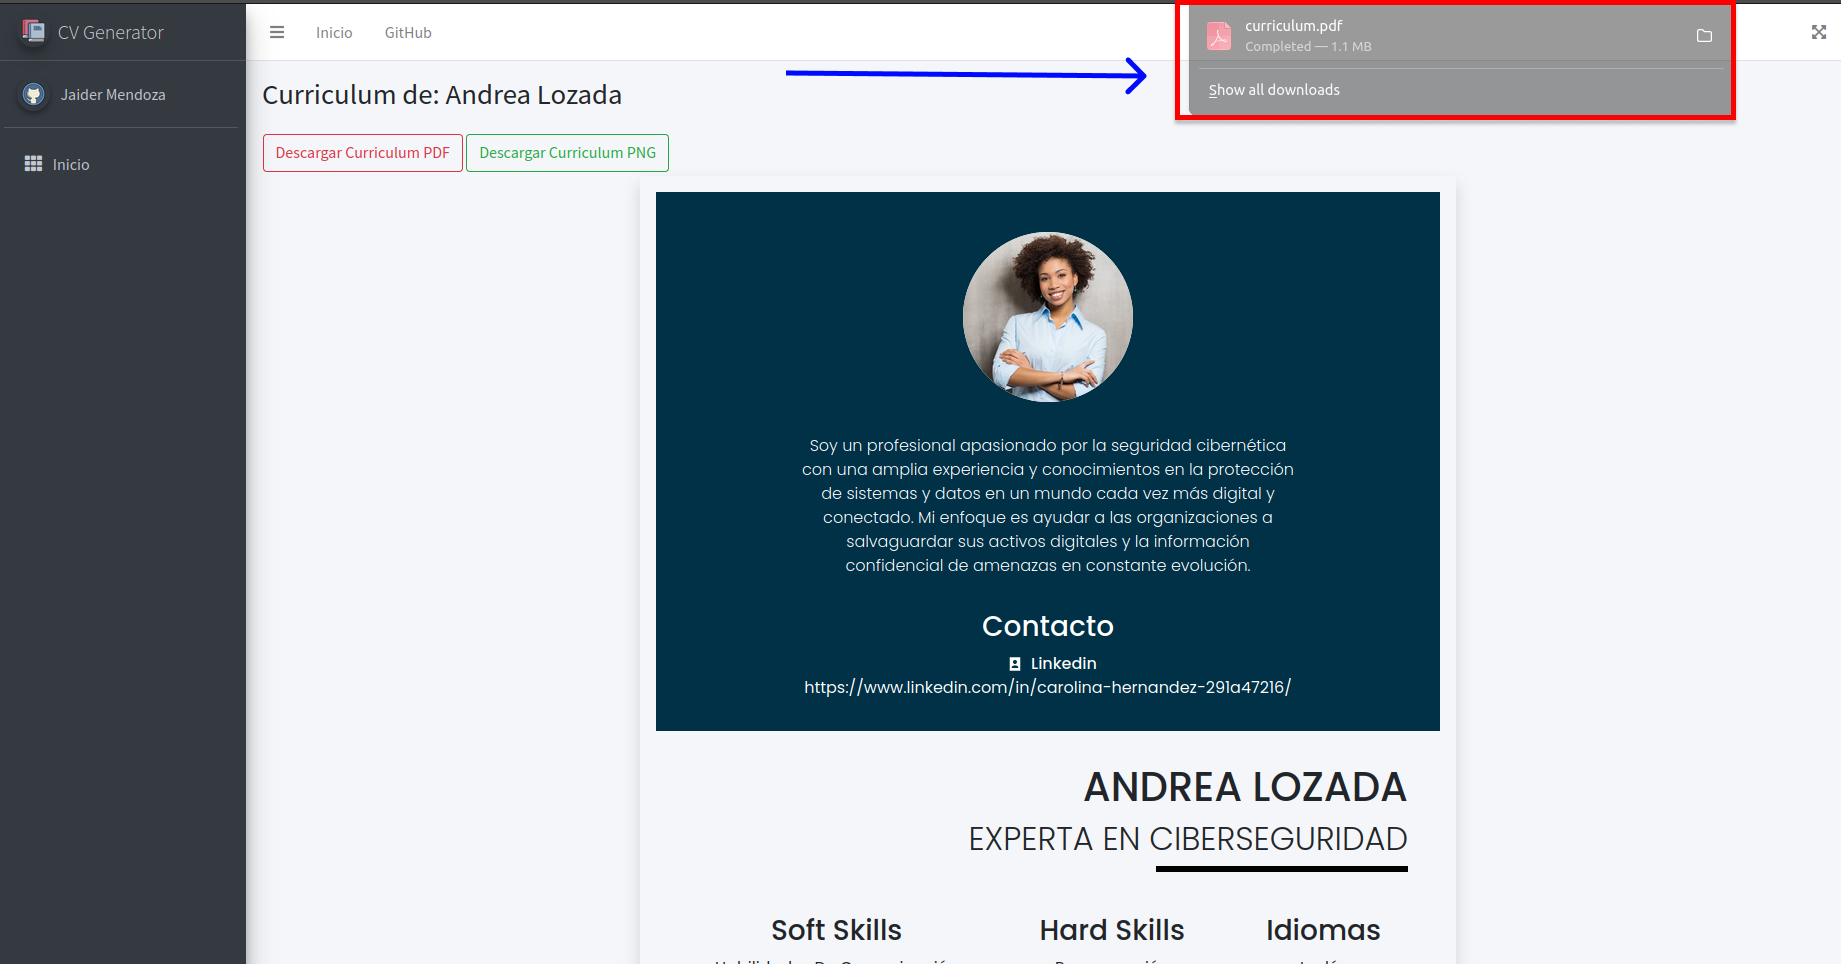 CV Generator
Jaider Mendoza
Inicio
Inicio GitHub
curriculum.pdf
Completed — 1.1 MB
Show all downloads
Curriculum de: Andrea Lozada
Descargar Curriculum PDF Descargar Curriculum PNG
Soy un profesional apasionado por la seguridad cibernética
con una amplia experiencia y conocimientos en la protección
de sistemas y datos en un mundo cada vez más digital y
conectado. Mi enfoque es ayudar a las organizaciones a
salvaguardar sus activos digitales y la información
confidencial de amenazas en constante evolución.
Contacto
Linkedin
https://www.linkedin.com/in/carolina-hernandez-291a47216/
ANDREA LOZADA
EXPERTA EN CIBERSEGURIDAD
Soft Skills Hard Skills Idiomas